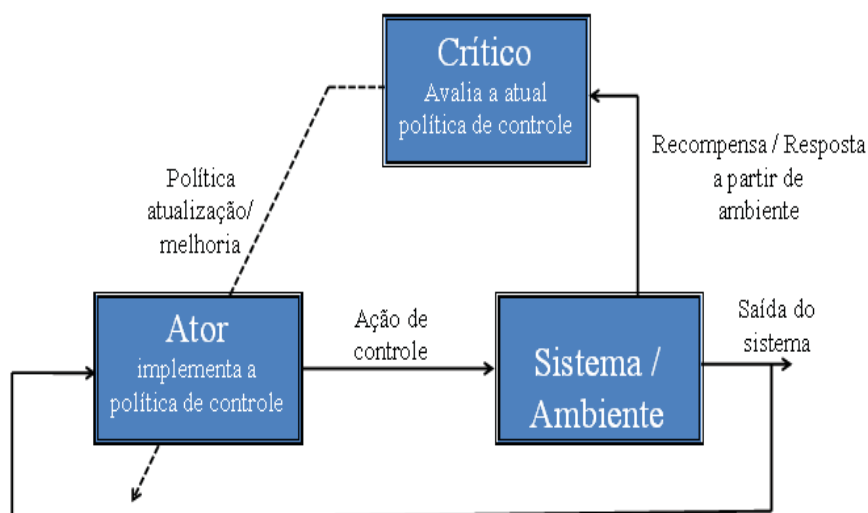 Crítico
Avalia a atual
política de controle
Recompensa / Resposta
a partir de
ambiente
Política
atualização/
melhoria
Ator
implementa a
política de controle
Ação de
controle
Sistema /
Ambiente
Saída do
sistema